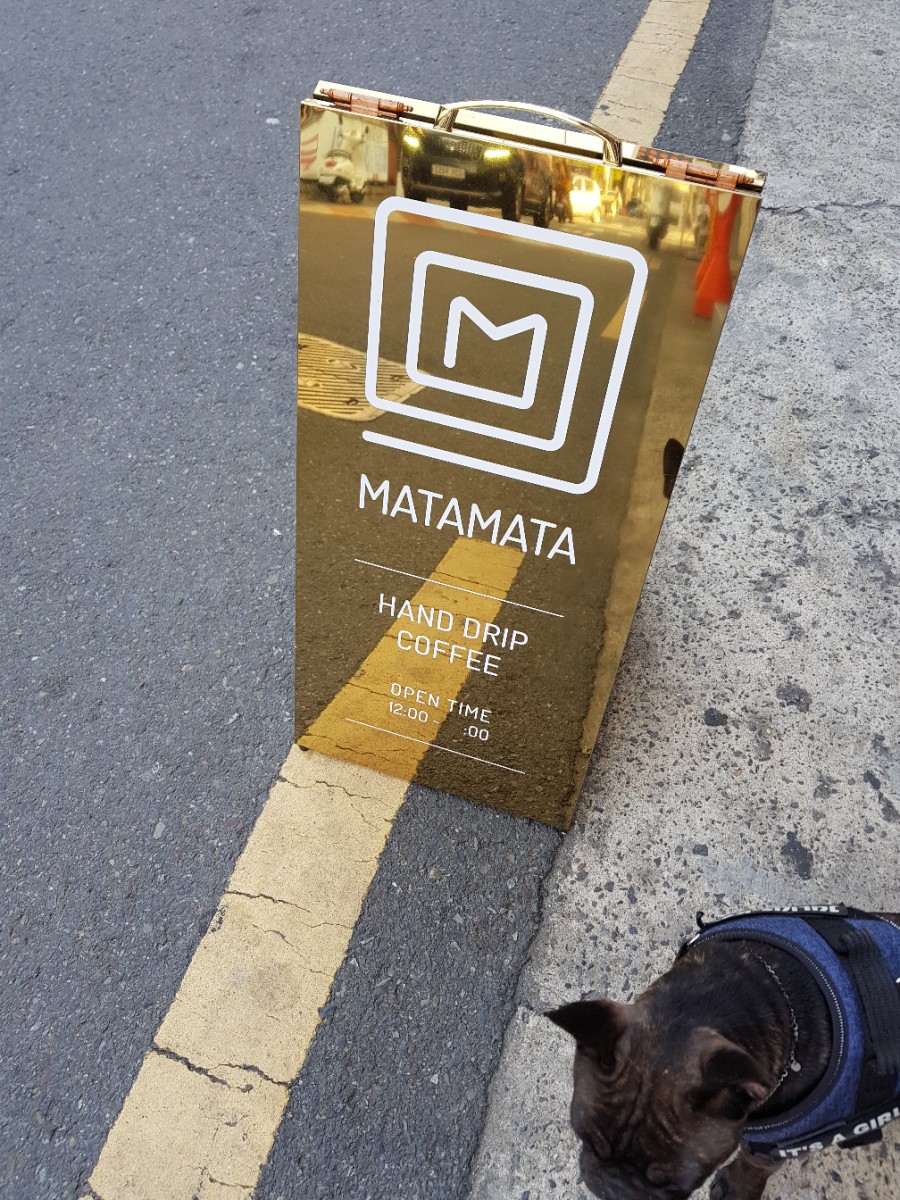 M
MATAMATA
HAND DRIP
COFFEE
OPEN TIME
12:00 - :00
IT'S A GIRL